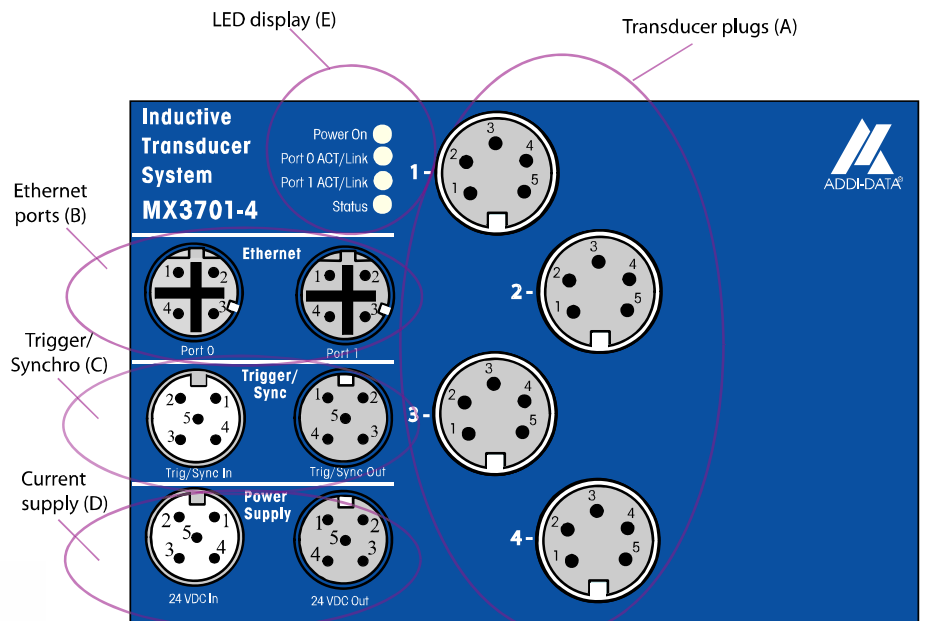 LED display (E)
Transducer plugs (A)
Inductive
Transducer
System
MX3701-4
Power On
Port 0 ACT/Link
Port 1 ACT/Link
Status
1-
3
2
4
1
5
ADDI-DATA®
Ethernet
ports (B)
Ethernet
1
2
4
3
Port 0
1
2
4
3
Port 1
2-
3
2
4
1
5
Trigger/
Synchro (C)
Trigger/
Sync
2
1
5
3
4
Trig/Sync In
1
2
5
4
3
Trig/Sync Out
3-
3
2
4
1
5
Current
supply (D)
Power
Supply
2
1
5
3
4
24 VDC In
1
2
5
4
3
24 VDC Out
4-
3
2
4
1
5